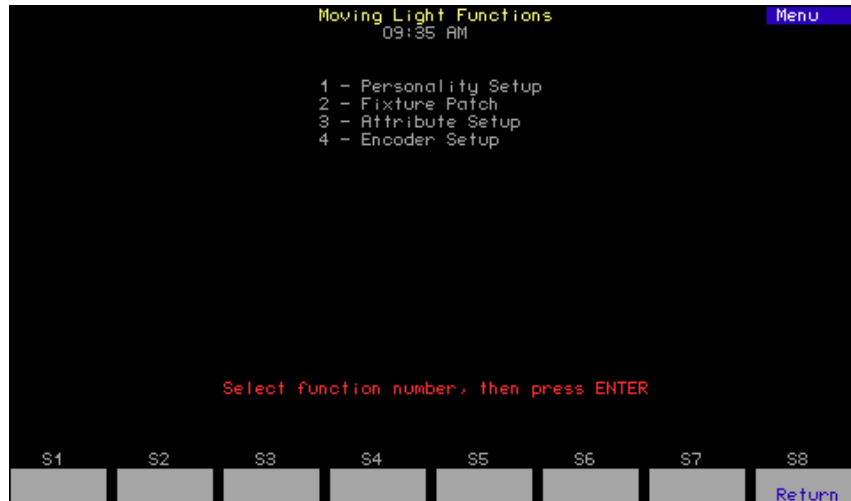 Moving Light Functions
Menu
09:35 AM
1 - Personality Setup
2 - Fixture Patch
3 - Attribute Setup
4 - Encoder Setup
Select function number, then press ENTER
S1 S2 S3 S4 S5 S6 S7 S8
Return